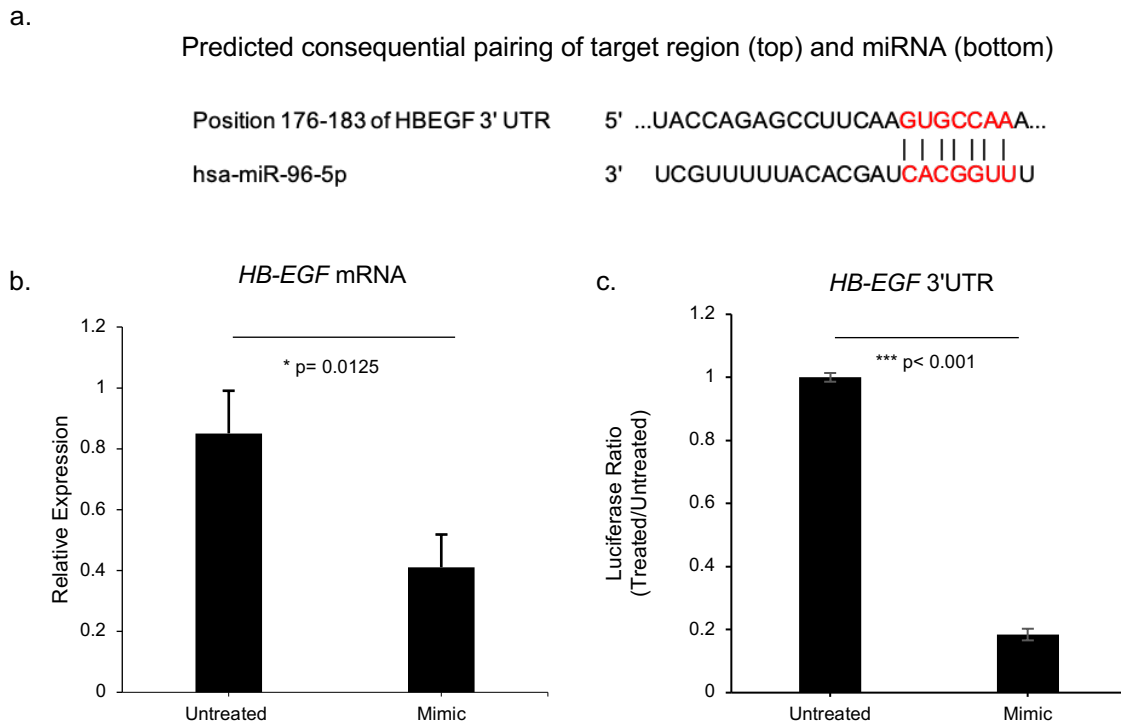 a.
Predicted consequential pairing of target region (top) and miRNA (bottom)
Position 176-183 of HBEGF 3' UTR 5' ...UACCAGAGCCUUCAAGUGCCAAA...
hsa-miR-96-5p 3' UCGUUUUUACACGAUCACGGUUU
b.
HB-EGF mRNA
1.2
1
0.8
0.6
0.4
0.2
0
Relative Expression
* p= 0.0125
Untreated Mimic
c.
HB-EGF 3'UTR
1.2
1
0.8
0.6
0.4
0.2
0
Luciferase Ratio
(Treated/Untreated)
*** p< 0.001
Untreated Mimic